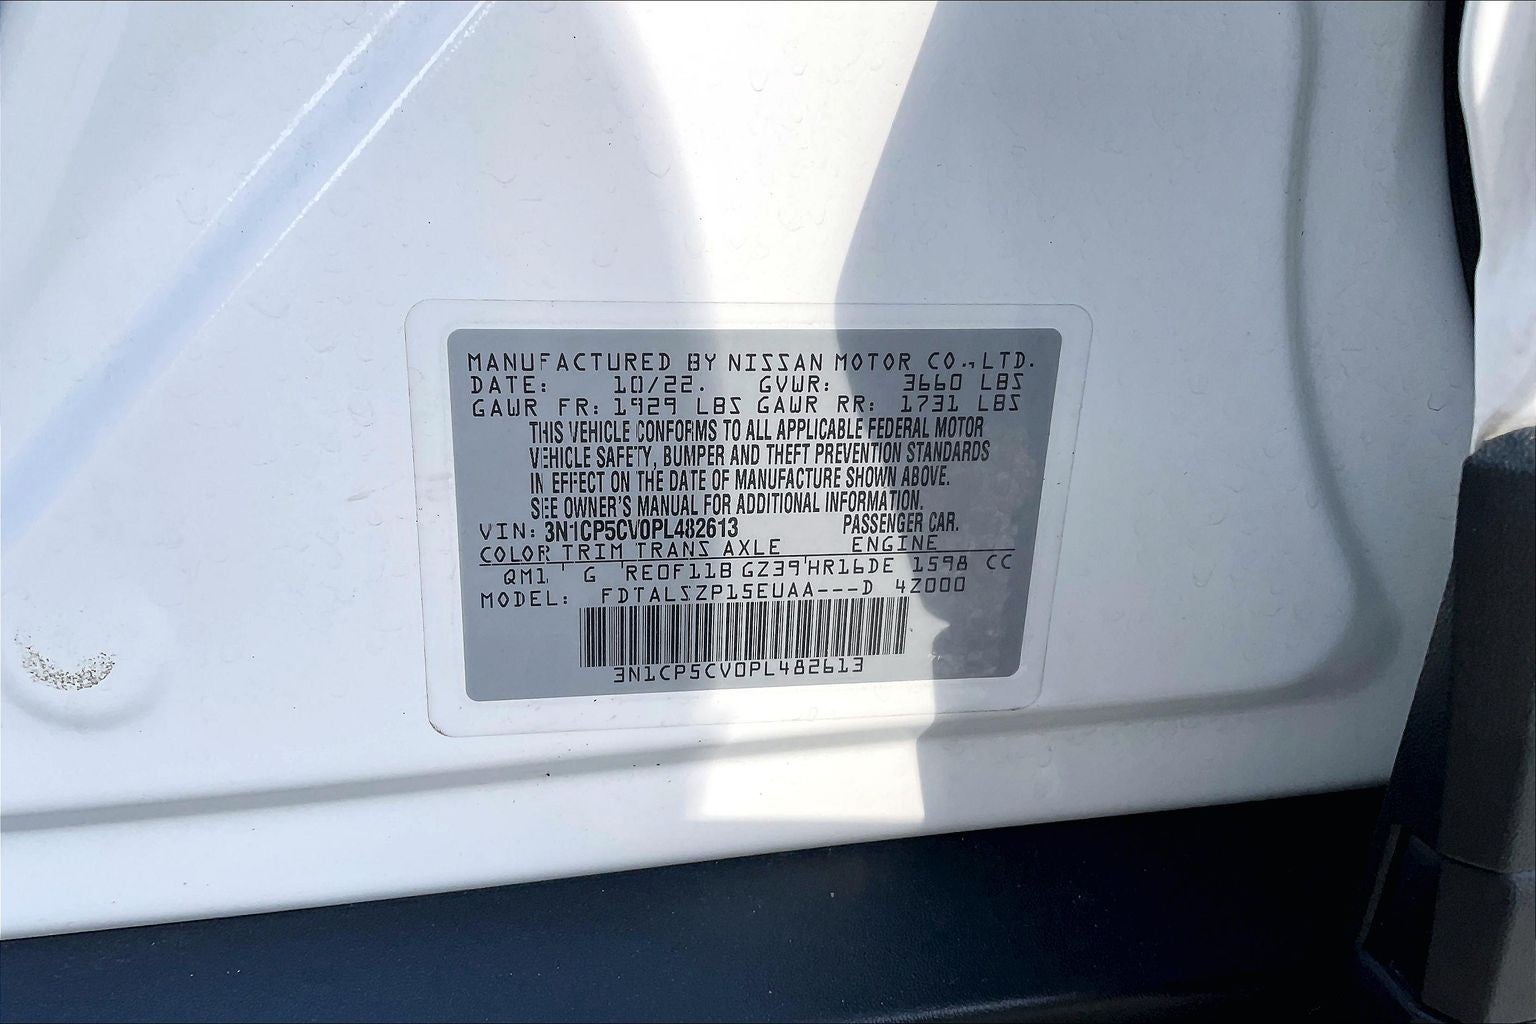 MANUFACTURED BY NISSAN MOTOR CO.,LTD.
DATE: 10/22. GVWR: 3660 LBS
GAWR FR: 1929 LBS GAWR RR: 1731 LBS
THIS VEHICLE CONFORMS TO ALL APPLICABLE FEDERAL MOTOR
VEHICLE SAFETY, BUMPER AND THEFT PREVENTION STANDARDS
IN EFFECT ON THE DATE OF MANUFACTURE SHOWN ABOVE.
SEE OWNER'S MANUAL FOR ADDITIONAL INFORMATION.
VIN: 3N1CP5CV0PL482613 PASSENGER CAR.
COLOR TRIM TRANS AXLE ENGINE
QM1 G RE0F11B GZ39 HR16DE 1598 CC
MODEL: FDTALSZP15EUAA---D 4Z000
3N1CP5CV0PL482613